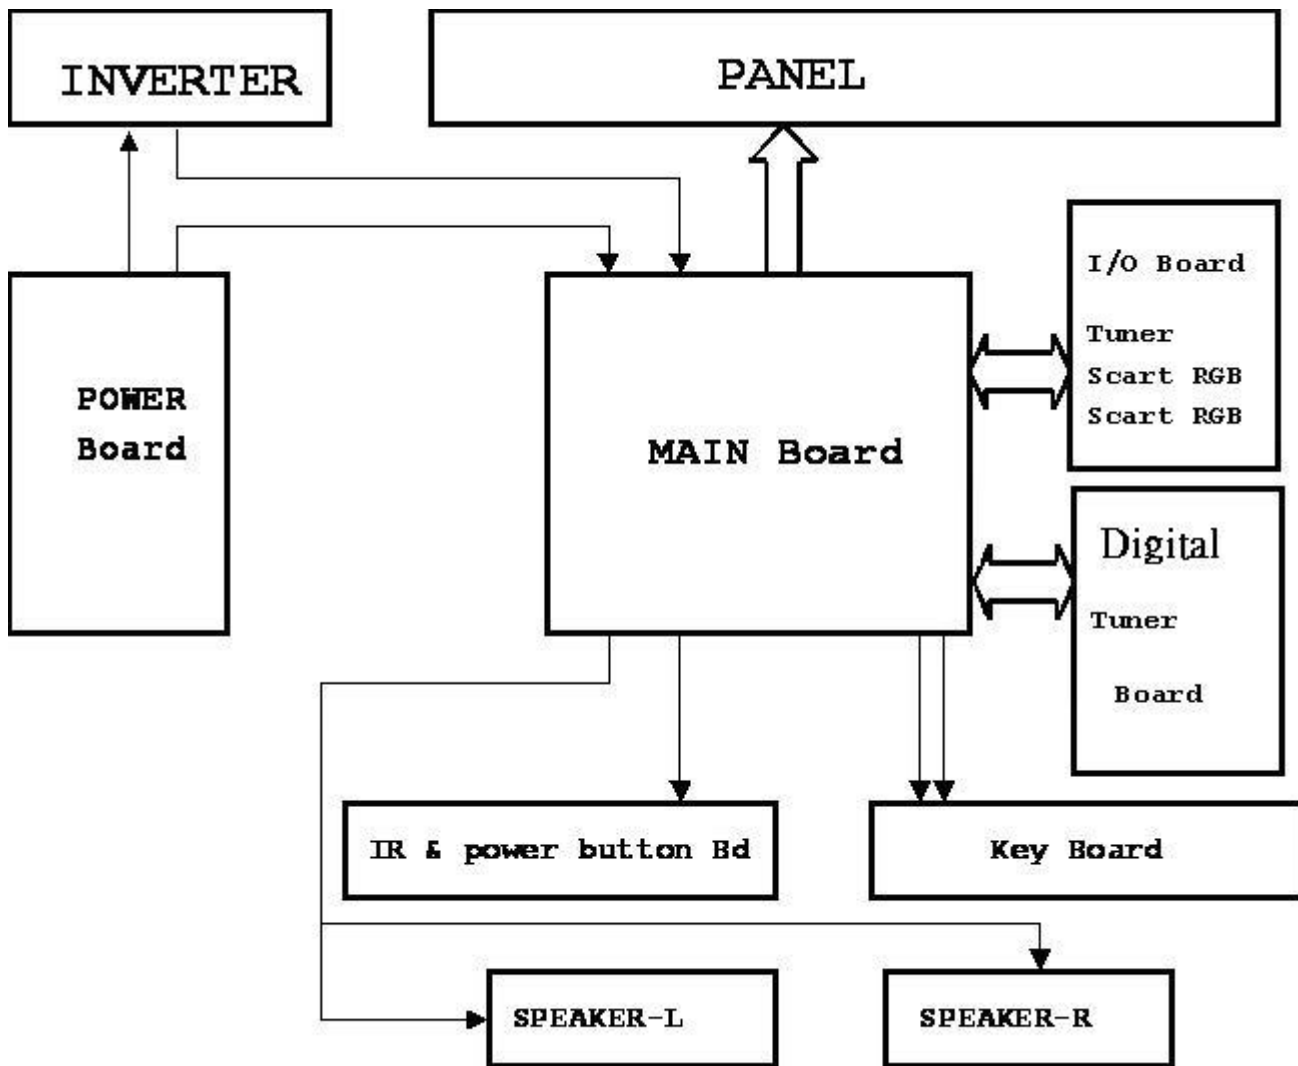 INVERTER
PANEL
I/O Board
Tuner
Scart RGB
Scart RGB
POWER
Board
MAIN Board
Digital
Tuner
Board
IR & power button Bd
Key Board
SPEAKER-L
SPEAKER-R